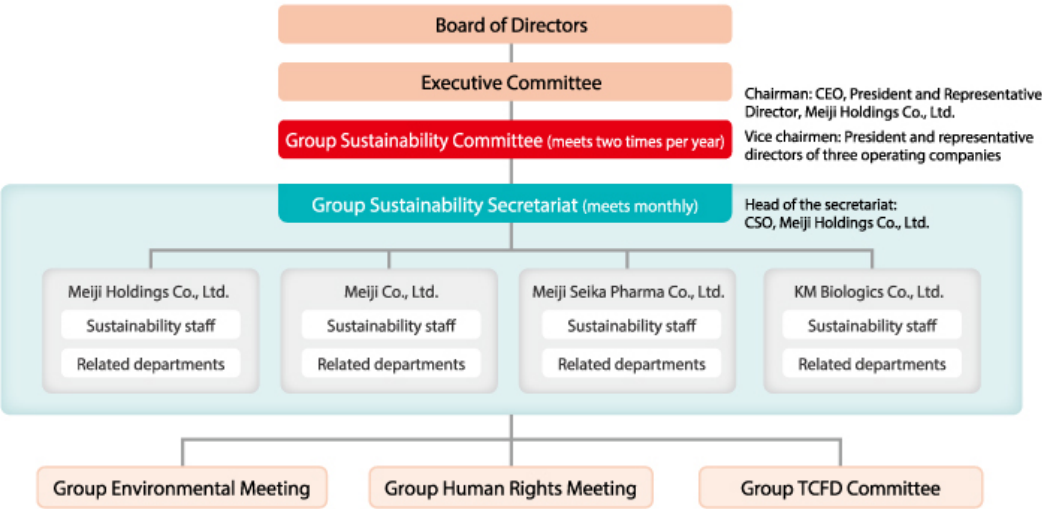 Board of Directors
Executive Committee
Chairman: CEO, President and Representative
Director, Meiji Holdings Co., Ltd.
Group Sustainability Committee (meets two times per year)
Vice chairmen: President and representative
directors of three operating companies
Group Sustainability Secretariat (meets monthly)
Head of the secretariat:
CSO, Meiji Holdings Co., Ltd.
Meiji Holdings Co., Ltd.
Sustainability staff
Related departments
Meiji Co., Ltd.
Sustainability staff
Related departments
Meiji Seika Pharma Co., Ltd.
Sustainability staff
Related departments
KM Biologics Co., Ltd.
Sustainability staff
Related departments
Group Environmental Meeting
Group Human Rights Meeting
Group TCFD Committee